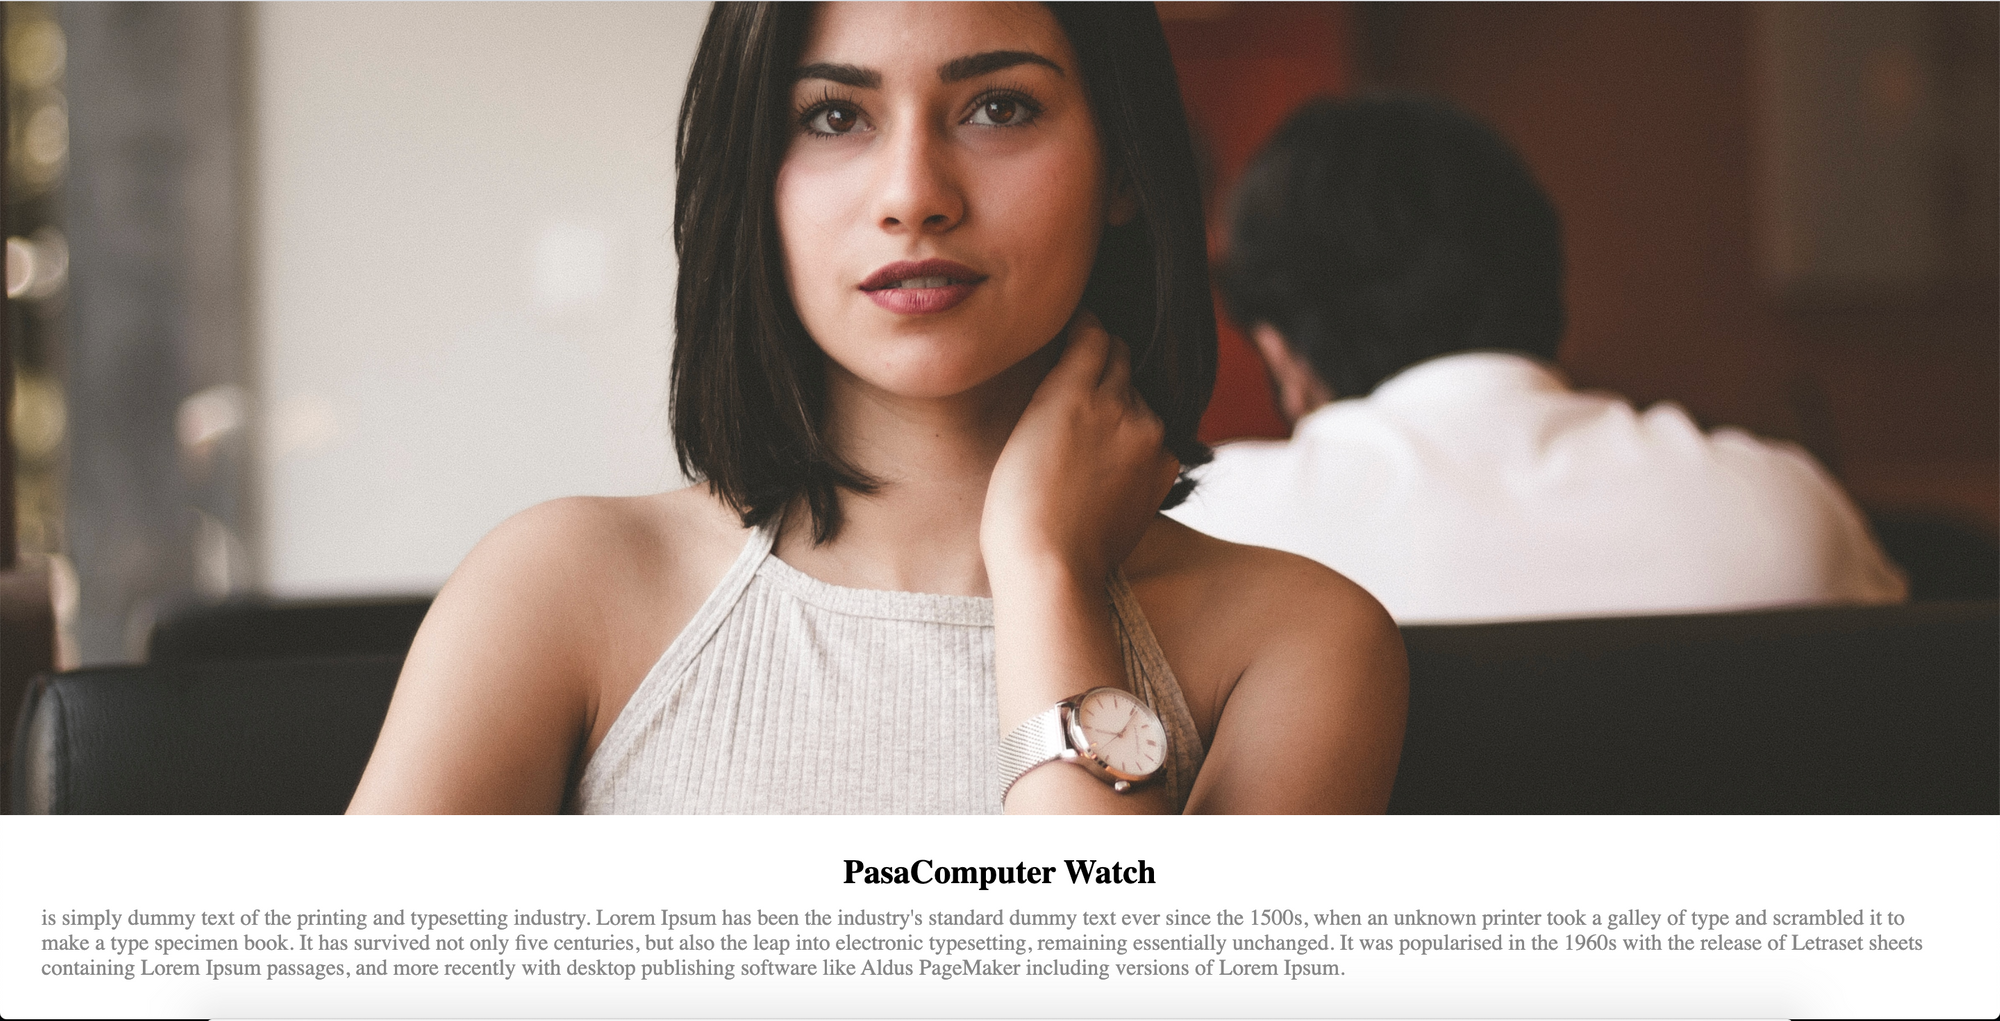 PasaComputer Watch
is simply dummy text of the printing and typesetting industry. Lorem Ipsum has been the industry's standard dummy text ever since the 1500s, when an unknown printer took a galley of type and scrambled it to
make a type specimen book. It has survived not only five centuries, but also the leap into electronic typesetting, remaining essentially unchanged. It was popularised in the 1960s with the release of Letraset sheets
containing Lorem Ipsum passages, and more recently with desktop publishing software like Aldus PageMaker including versions of Lorem Ipsum.